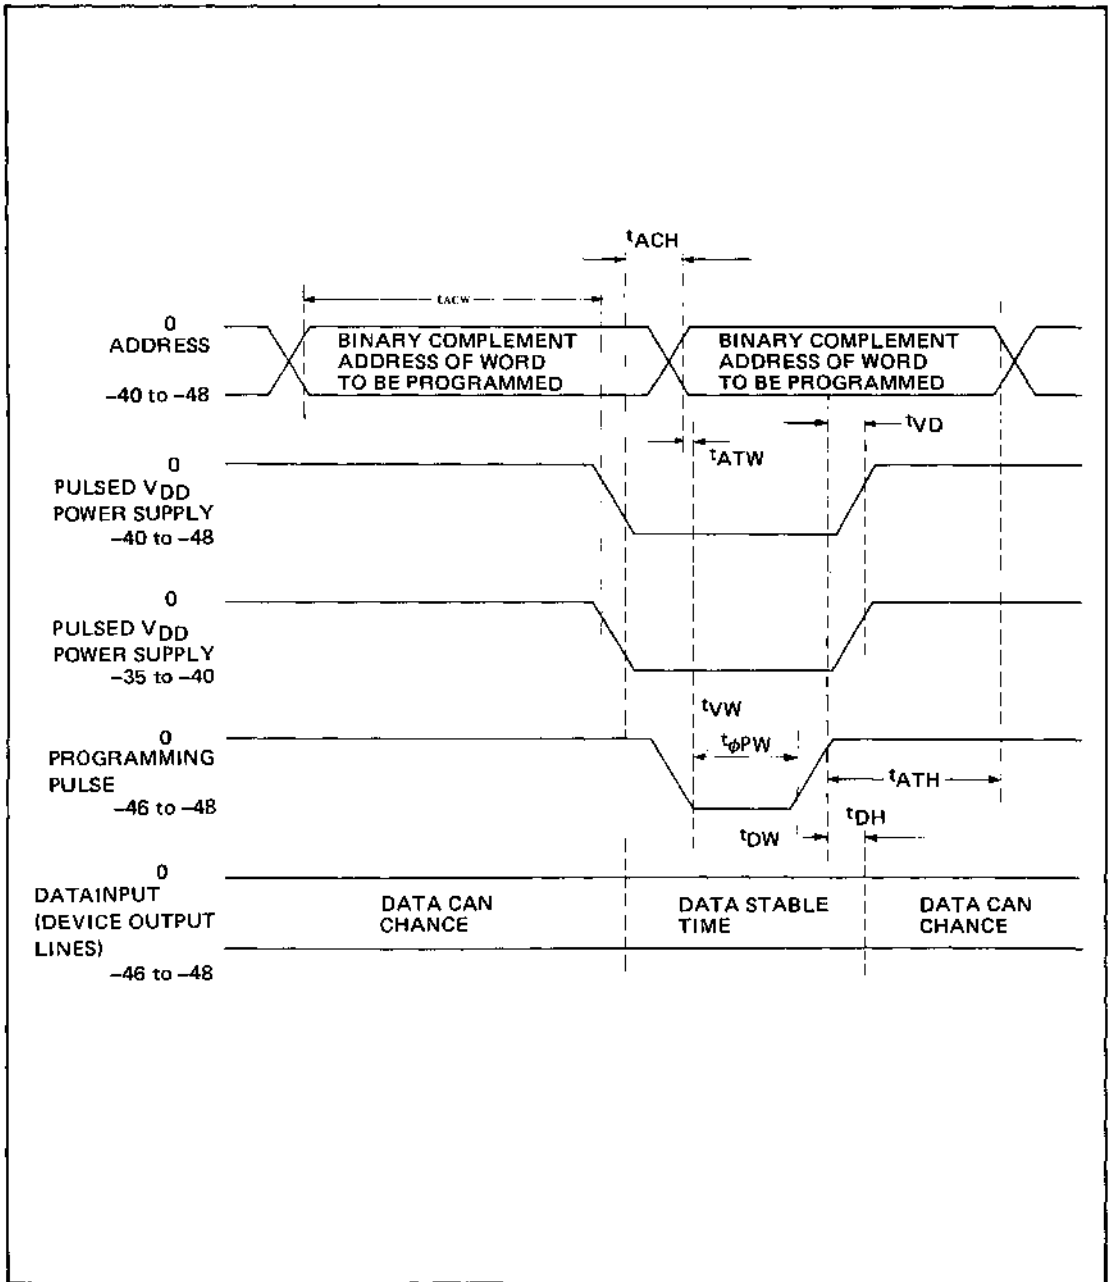 tACH
tACW
0
ADDRESS
-40 to -48
BINARY COMPLEMENT
ADDRESS OF WORD
TO BE PROGRAMMED
BINARY COMPLEMENT
ADDRESS OF WORD
TO BE PROGRAMMED
tVD
tATW
0
PULSED VDD
POWER SUPPLY
-40 to -48
0
PULSED VDD
POWER SUPPLY
-35 to -40
tVW
0
PROGRAMMING
PULSE
-46 to -48
tφPW
tATH
tDW
tDH
0
DATAINPUT
(DEVICE OUTPUT
LINES)
-46 to -48
DATA CAN
CHANCE
DATA STABLE
TIME
DATA CAN
CHANCE